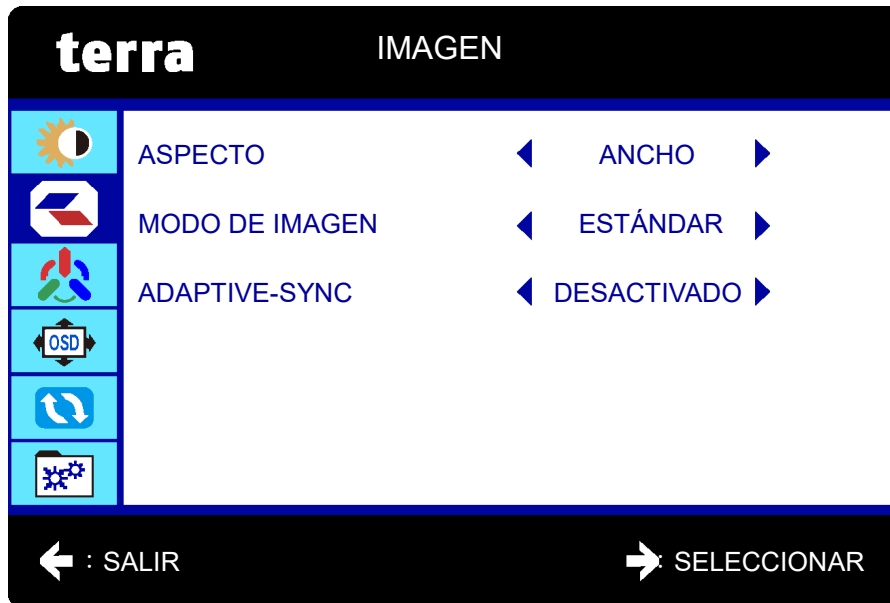 terra
IMAGEN
ASPECTO ANCHO
MODO DE IMAGEN ESTÁNDAR
ADAPTIVE-SYNC DESACTIVADO
OSD
: SALIR
: SELECCIONAR